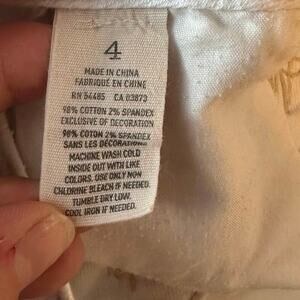 4
MADE IN CHINA
FABRIQUÉ EN CHINE
RN 54485 CA 03873
98% COTTON 2% SPANDEX
EXCLUSIVE OF DECORATION
98% COTON 2% SPANDEX
SANS LES DÉCORATIONS
MACHINE WASH COLD
INSIDE OUT WITH LIKE
COLORS. USE ONLY NON
CHLORINE BLEACH IF NEEDED.
TUMBLE DRY LOW.
COOL IRON IF NEEDED.